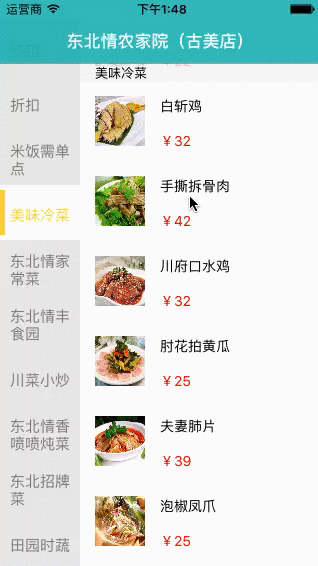 运营商 下午1:48
东北情农家院（古美店）
美味冷菜
折扣
米饭需单
点
美味冷菜
东北情家
常菜
东北情丰
食园
川菜小炒
东北情香
喷喷炖菜
东北招牌
菜
田园时蔬
白斩鸡
￥32
手撕拆骨肉
￥42
川府口水鸡
￥32
肘花拍黄瓜
￥25
夫妻肺片
￥39
泡椒凤爪
￥25